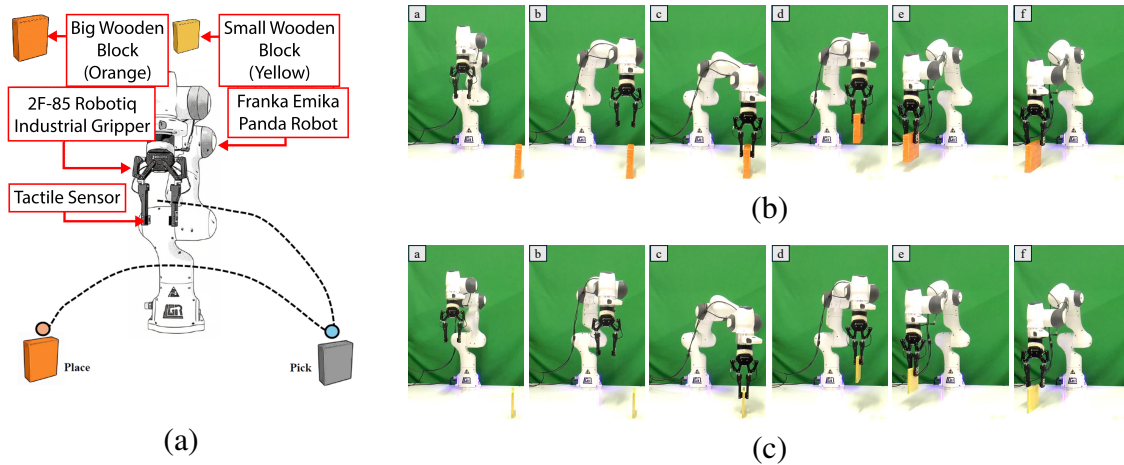 Big Wooden
Block
(Orange)
Small Wooden
Block
(Yellow)
2F-85 Robotiq
Industrial Gripper
Franka Emika
Panda Robot
Tactile Sensor
Place
Pick
(a)
a
b
c
d
e
f
(b)
a
b
c
d
e
f
(c)